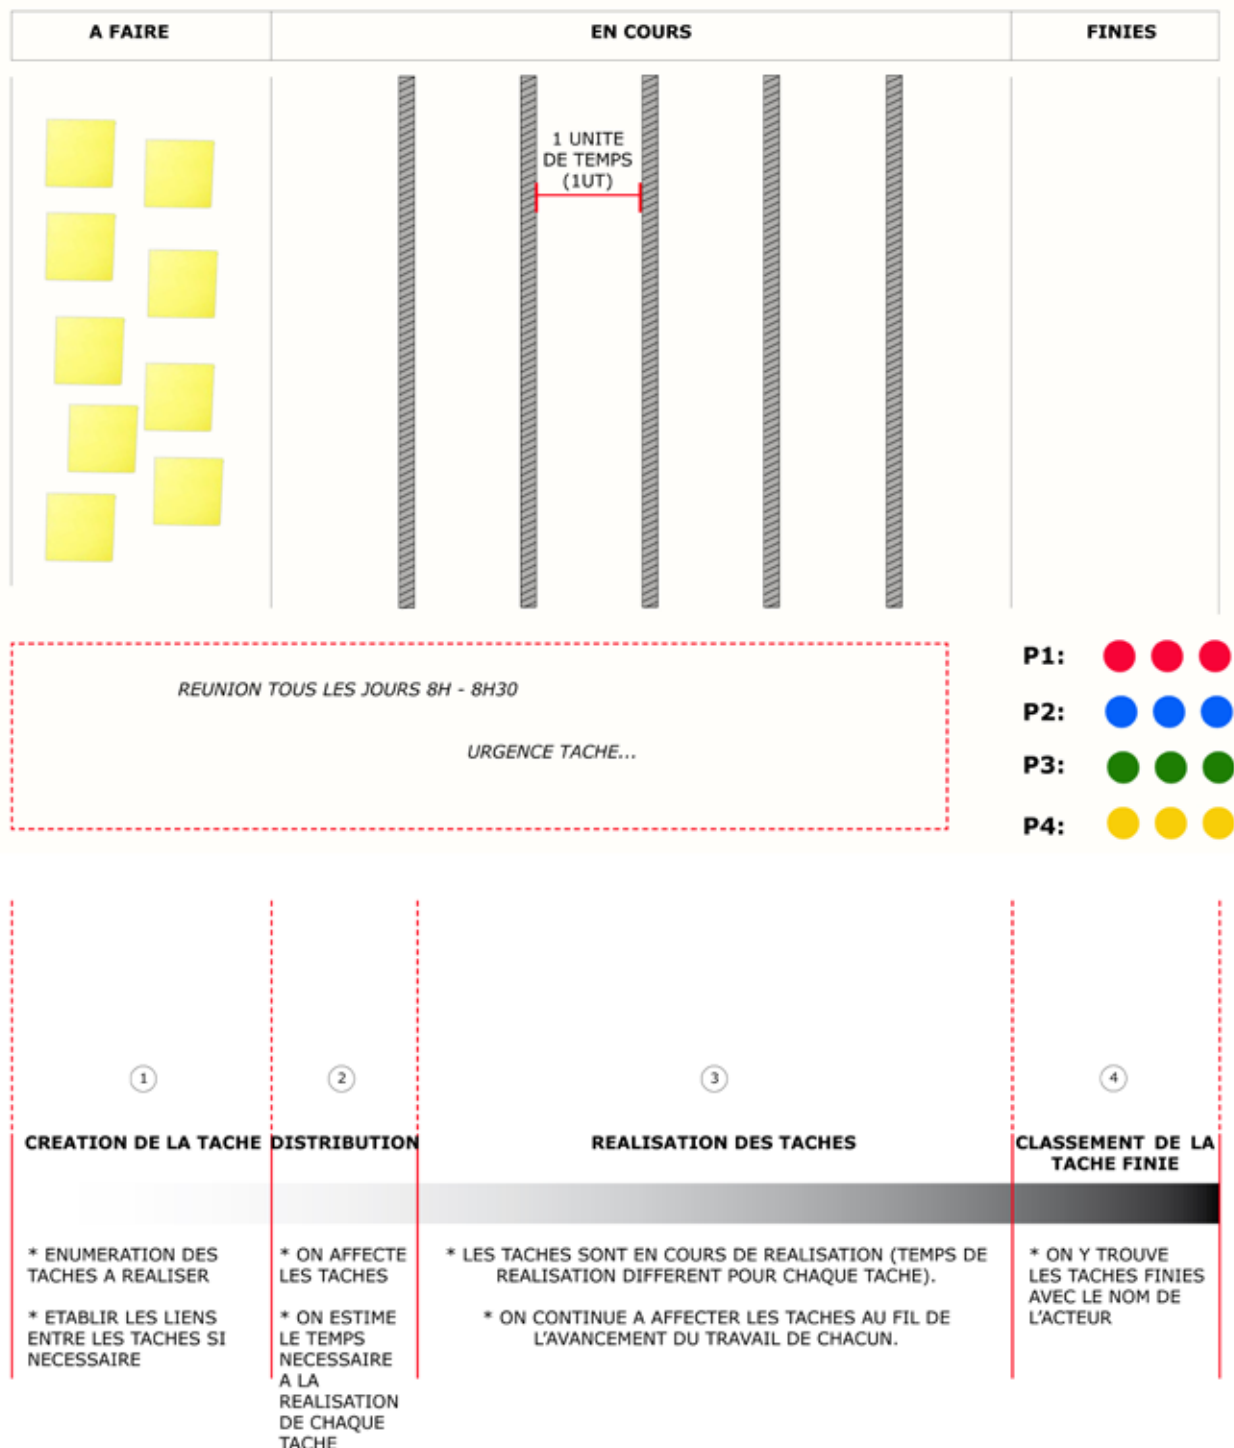 A FAIRE
EN COURS
FINIES
1 UNITE
DE TEMPS
(1UT)
REUNION TOUS LES JOURS 8H - 8H30
URGENCE TACHE...
P1:
P2:
P3:
P4:
1
2
3
4
CREATION DE LA TACHE
DISTRIBUTION
REALISATION DES TACHES
CLASSEMENT DE LA
TACHE FINIE
* ENUMERATION DES
TACHES A REALISER
* ETABLIR LES LIENS
ENTRE LES TACHES SI
NECESSAIRE
* ON AFFECTE
LES TACHES
* ON ESTIME
LE TEMPS
NECESSAIRE
A LA
REALISATION
DE CHAQUE
TACHE
* LES TACHES SONT EN COURS DE REALISATION (TEMPS DE
REALISATION DIFFERENT POUR CHAQUE TACHE).
* ON CONTINUE A AFFECTER LES TACHES AU FIL DE
L'AVANCEMENT DU TRAVAIL DE CHACUN.
* ON Y TROUVE
LES TACHES FINIES
AVEC LE NOM DE
L'ACTEUR